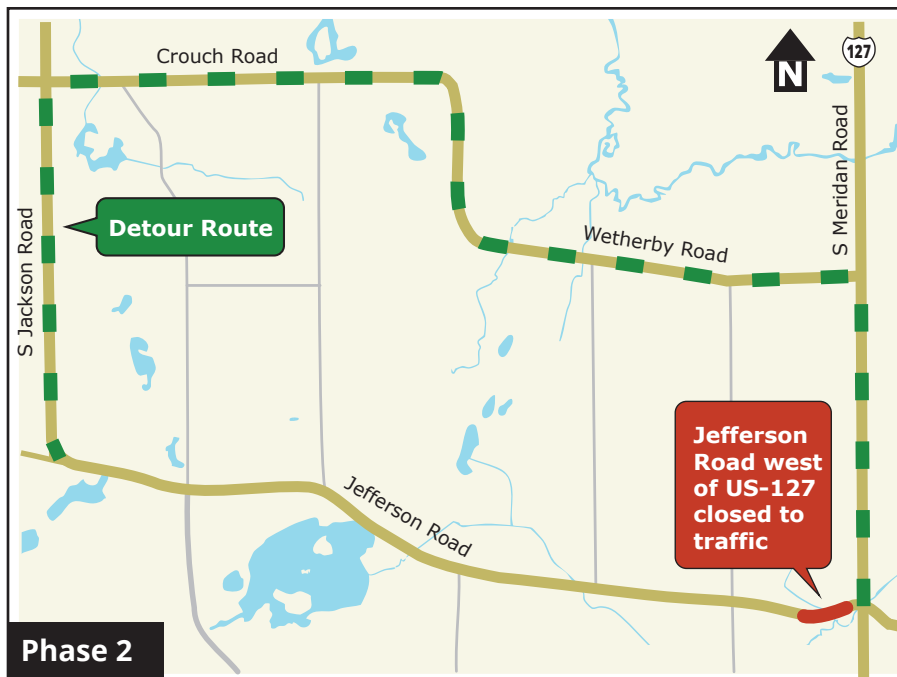 Crouch Road
N
127
S Meridan Road
Detour Route
Wetherby Road
S Jackson Road
Jefferson
Road west
of US-127
closed to
traffic
Jefferson Road
Phase 2